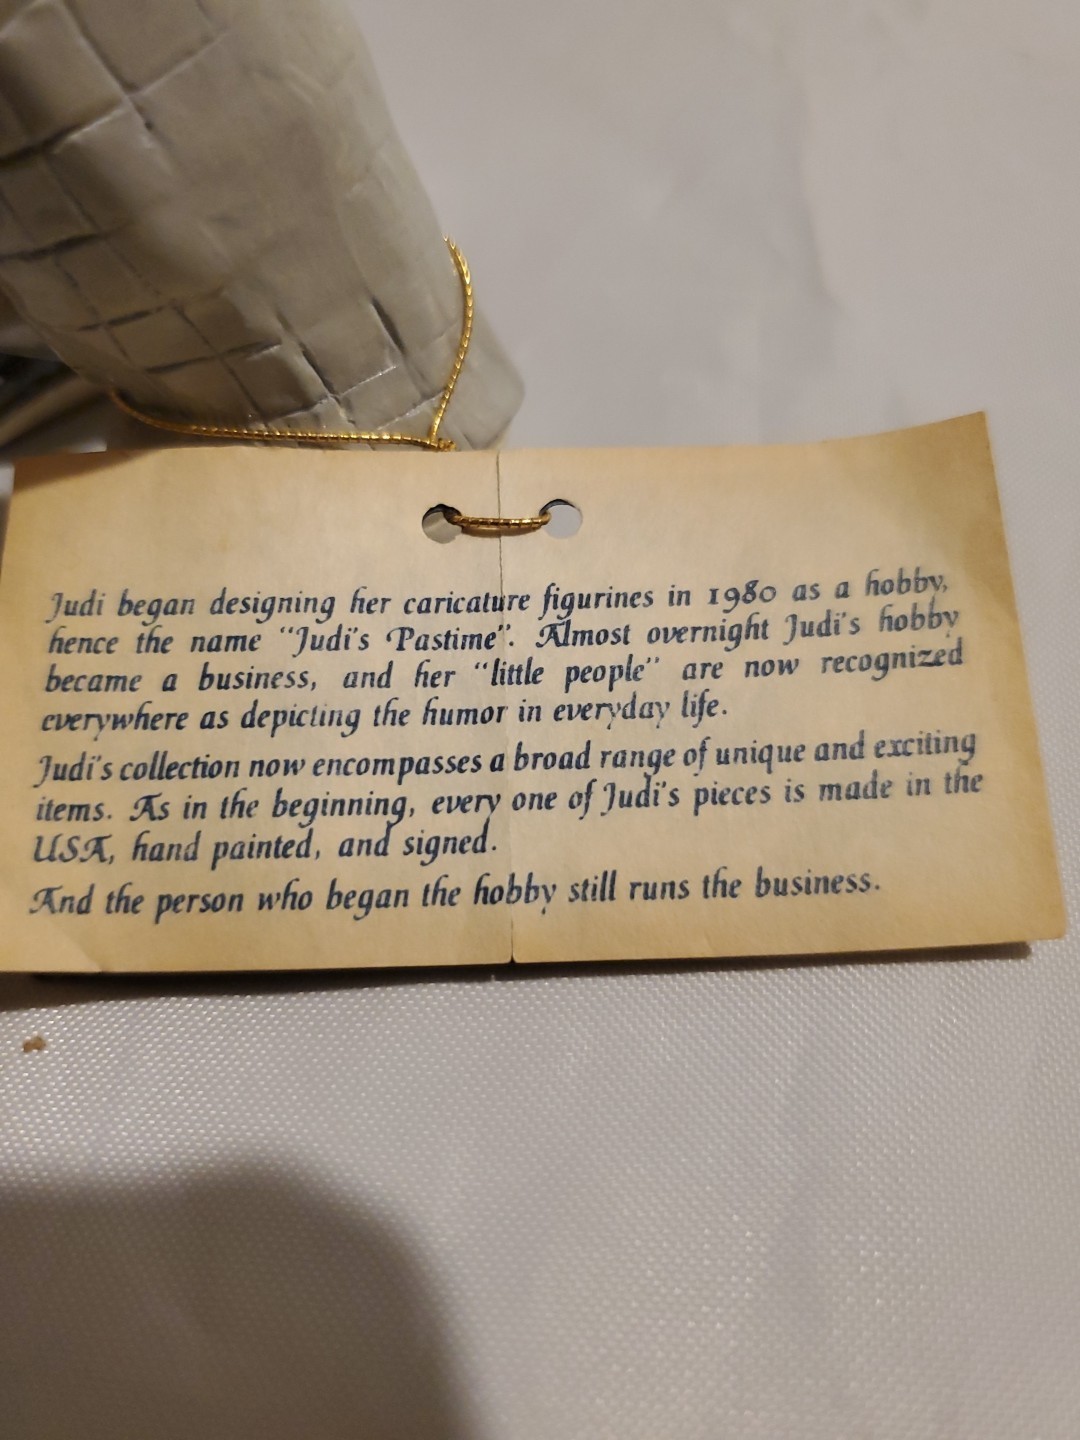 Judi began designing her caricature figurines in 1980 as a hobby,
hence the name “Judi's Pastime”. Almost overnight Judi's hobby
became a business, and her “little people” are now recognized
everywhere as depicting the humor in everyday life.
Judi's collection now encompasses a broad range of unique and exciting
items. As in the beginning, every one of Judi's pieces is made in the
USA, hand painted, and signed.
And the person who began the hobby still runs the business.